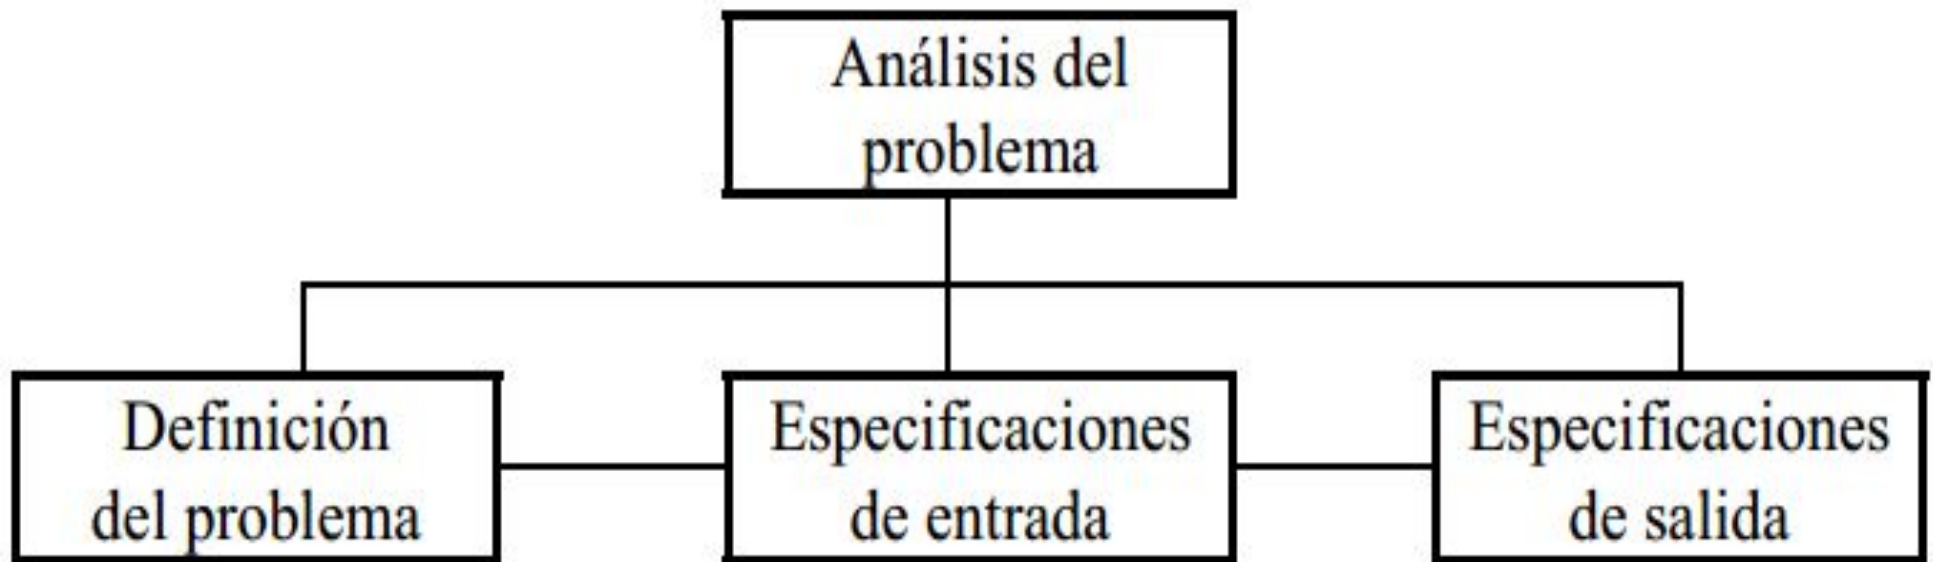 Análisis del
problema
Definición
del problema
Especificaciones
de entrada
Especificaciones
de salida